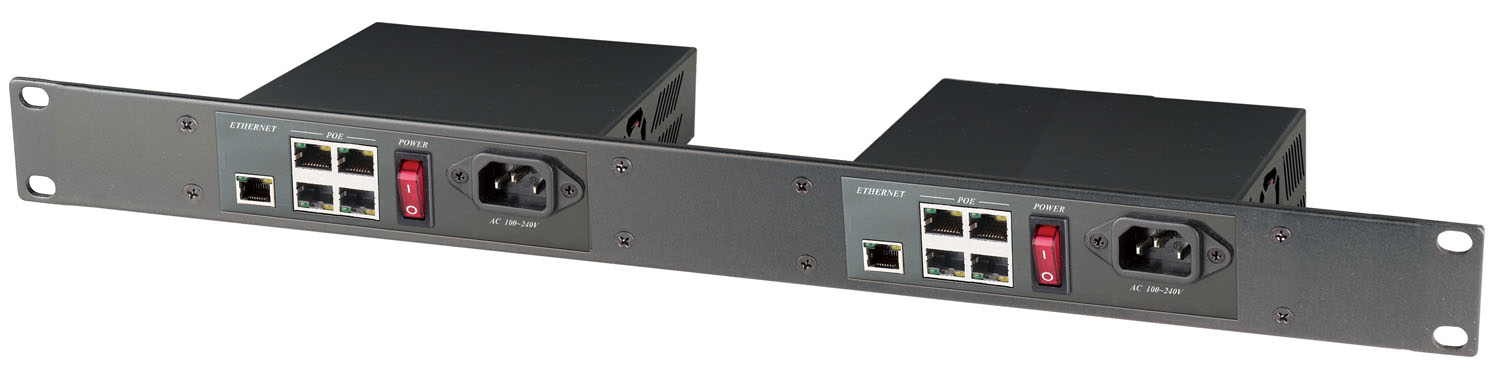 ETHERNET
POE
POWER
I
O
AC 100~240V
ETHERNET
POE
POWER
I
O
AC 100~240V